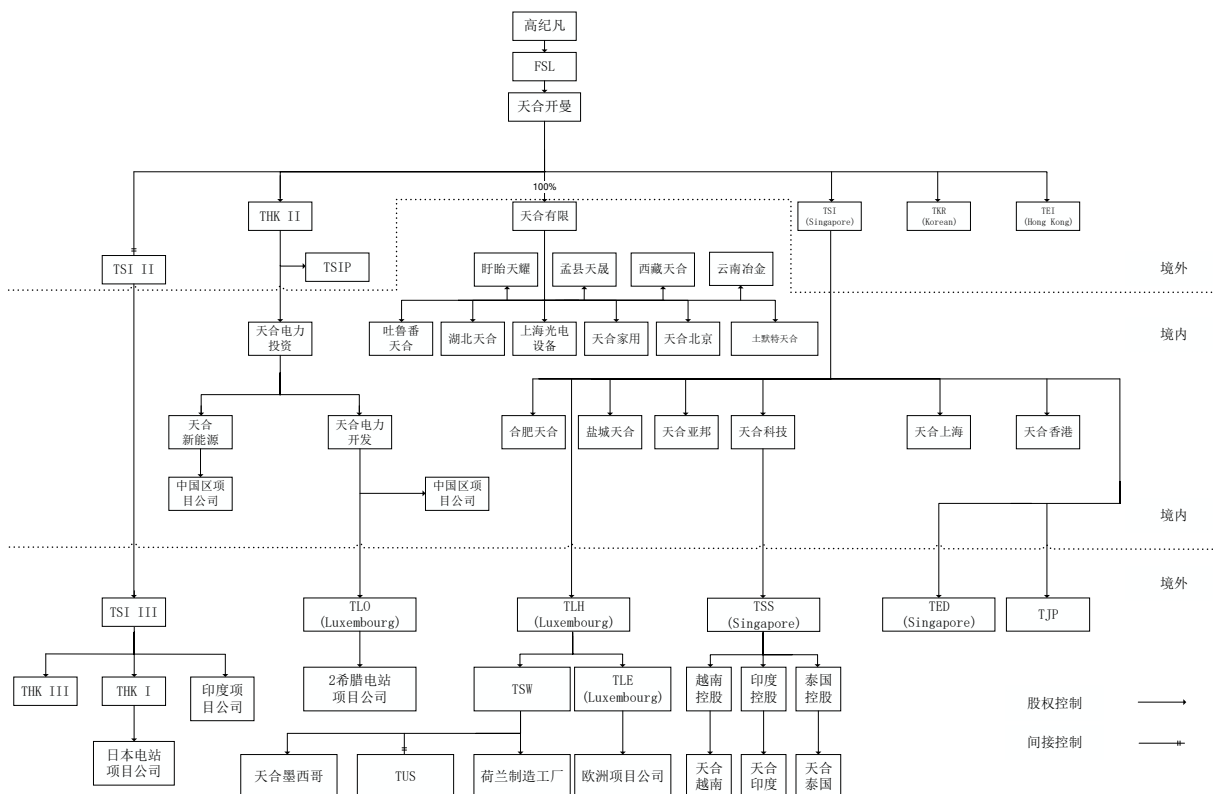 高纪凡
FSL
天合开曼
100%
THK II
天合有限
TSI
(Singapore)
TKR
(Korean)
TEI
(Hong Kong)
TSI II
TSIP
盱眙天耀
孟县天晟
西藏天合
云南冶金
境外
天合电力
投资
吐鲁番
天合
湖北天合
上海光电
设备
天合家用
天合北京
土默特天合
境内
天合
新能源
天合电力
开发
合肥天合
盐城天合
天合亚邦
天合科技
天合上海
天合香港
中国区项
目公司
中国区项
目公司
境内
境外
TSI III
TLO
(Luxembourg)
TLH
(Luxembourg)
TSS
(Singapore)
TED
(Singapore)
TJP
THK III
THK I
印度项
目公司
2希腊电站
项目公司
TSW
TLE
(Luxembourg)
越南
控股
印度
控股
泰国
控股
股权控制
间接控制
日本电站
项目公司
天合墨西哥
TUS
荷兰制造工厂
欧洲项目公司
天合
越南
天合
印度
天合
泰国